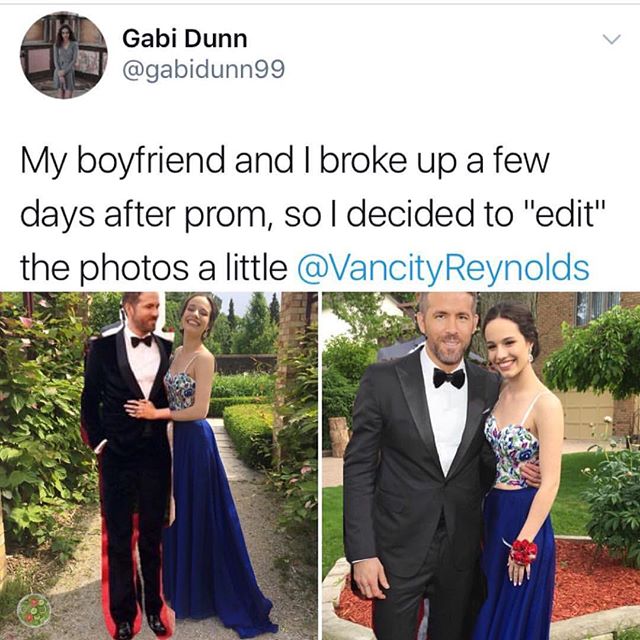 Gabi Dunn
@gabidunn99
My boyfriend and I broke up a few
days after prom, so I decided to "edit"
the photos a little @VancityReynolds